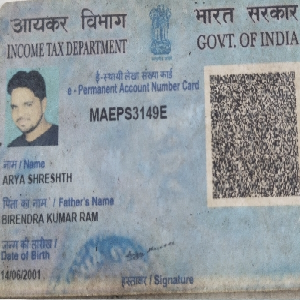 आयकर विभाग
INCOME TAX DEPARTMENT
भारत सरकार
GOVT. OF INDIA
ई-स्थायी लेखा संख्या कार्ड
e - Permanent Account Number Card
MAEPS3149E
नाम / Name
ARYA SHRESHTH
पिता का नाम / Father's Name
BIRENDRA KUMAR RAM
जन्म की तारीख /
Date of Birth
14/06/2001
हस्ताक्षर / Signature